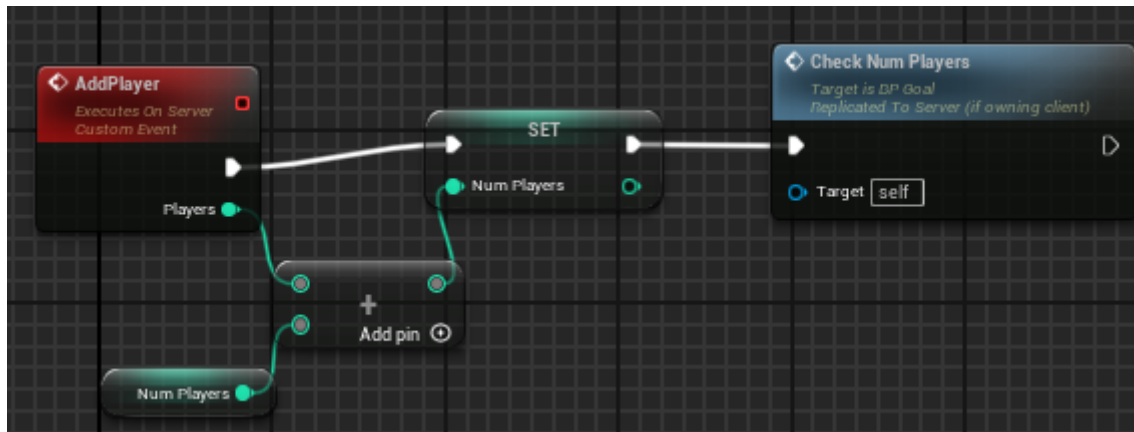 AddPlayer
Executes On Server
Custom Event
Players
SET
Num Players
Check Num Players
Target is BP Goal
Replicated To Server (if owning client)
Target self
+
Add pin
Num Players